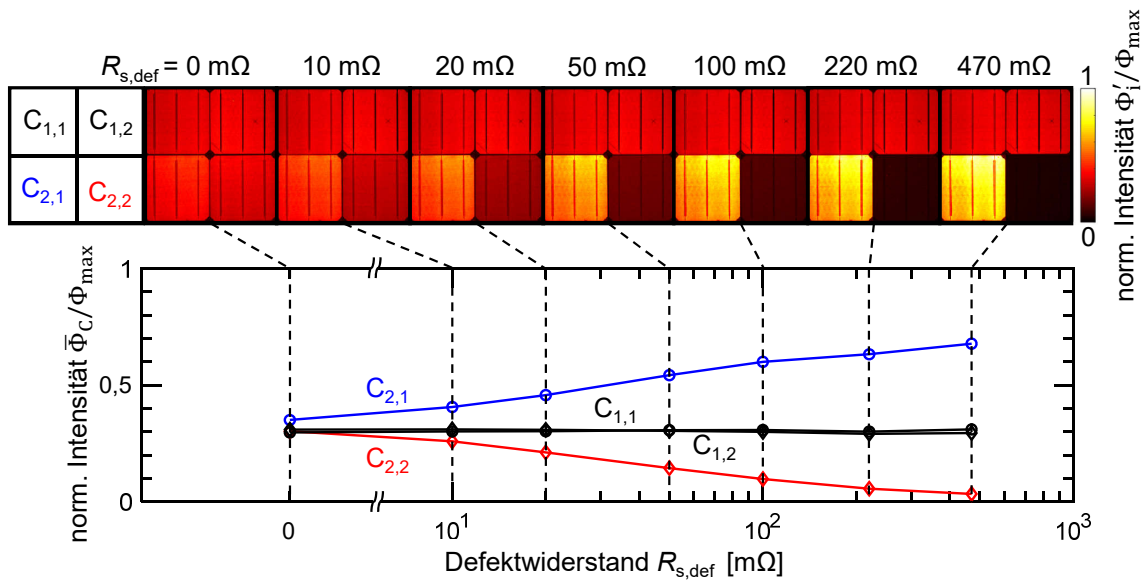 R_s,def = 0 mΩ 10 mΩ 20 mΩ 50 mΩ 100 mΩ 220 mΩ 470 mΩ
C_1,1 C_1,2
C_2,1 C_2,2
1
0
norm. Intensität Φ_i′/Φ_max
norm. Intensität Φ̅_C/Φ_max
1
0,5
0
C_2,1
C_1,1
C_1,2
C_2,2
0 10^1 10^2 10^3
Defektwiderstand R_s,def [mΩ]